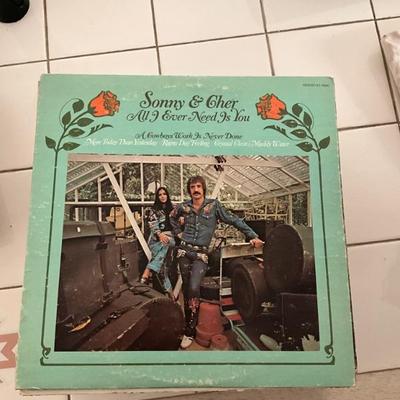 Sonny & Cher
All I Ever Need Is You
A Cowboys Work Is Never Done
More Today Than Yesterday · Rainy Day Feeling · Crystal Clear/Muddy Water